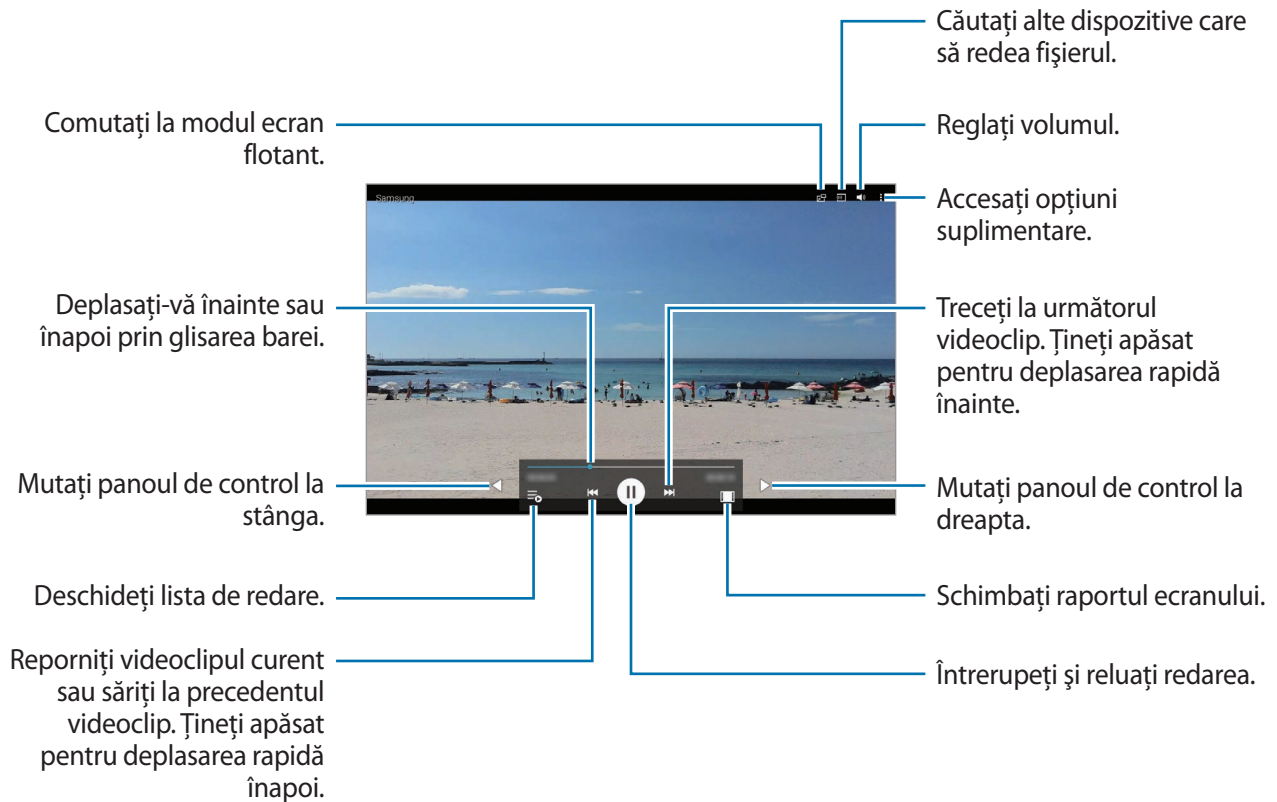 Căutați alte dispozitive care
să redea fişierul.
Comutați la modul ecran
flotant.
Reglați volumul.
Samsung
Accesați opțiuni
suplimentare.
Deplasați-vă înainte sau
înapoi prin glisarea barei.
Treceți la următorul
videoclip. Țineți apăsat
pentru deplasarea rapidă
înainte.
Mutați panoul de control la
stânga.
Mutați panoul de control la
dreapta.
Deschideți lista de redare.
Schimbați raportul ecranului.
Reporniți videoclipul curent
sau săriți la precedentul
videoclip. Țineți apăsat
pentru deplasarea rapidă
înapoi.
Întrerupeți şi reluați redarea.